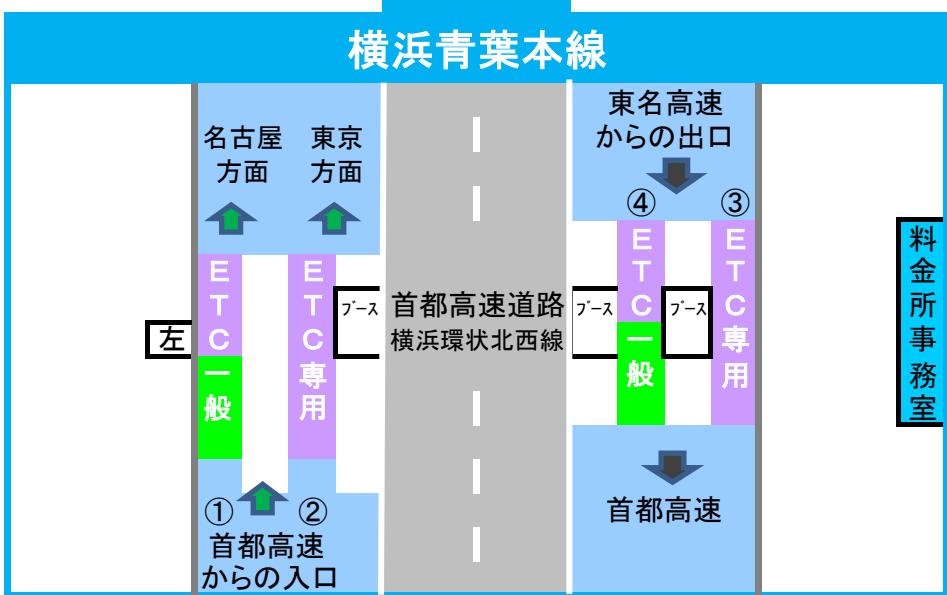 横浜青葉本線
名古屋
方面
東京
方面
東名高速
からの出口
④
③
ETC一般
ETC専用
ブース
左
首都高速道路
横浜環状北西線
ブース
ETC一般
ブース
ETC専用
料金所事務室
①
②
首都高速
からの入口
首都高速